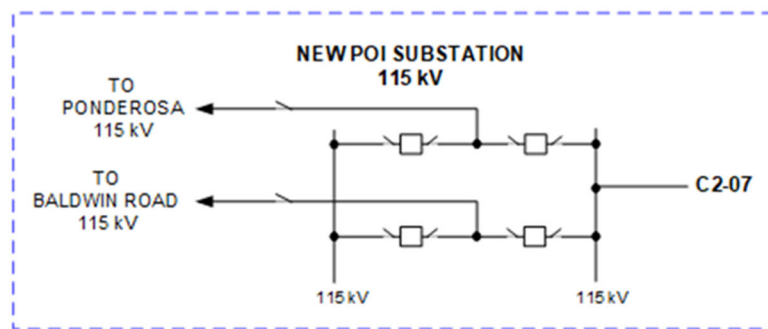 NEW POI SUBSTATION
115 kV
TO
PONDEROSA
115 kV
TO
BALDWIN ROAD
115 kV
C2-07
115 kV
115 kV